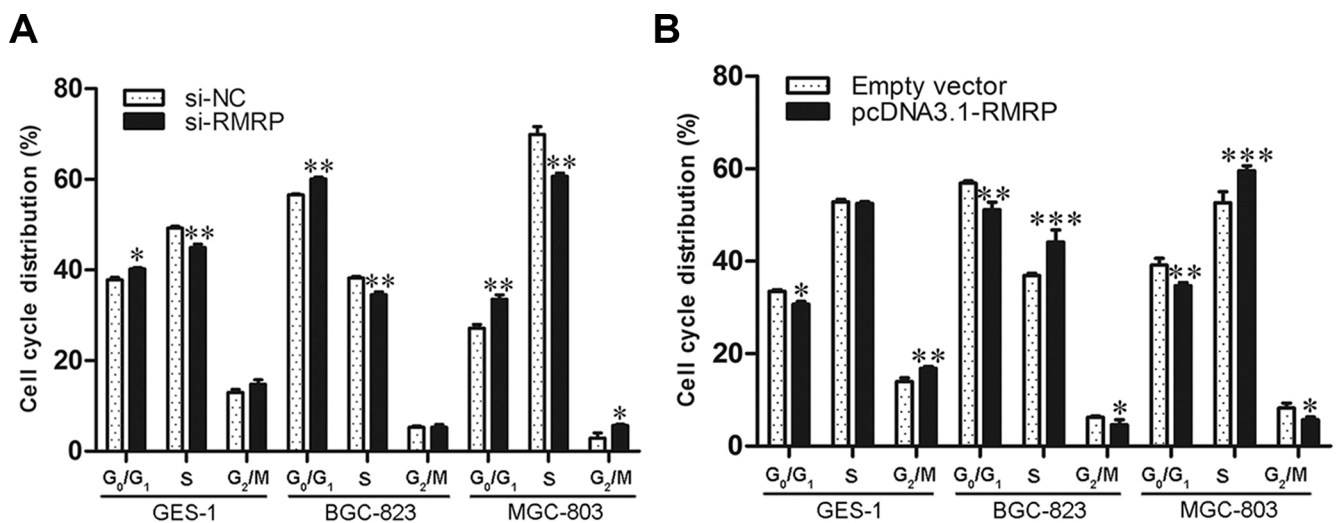 A
Cell cycle distribution (%)
80
60
40
20
0
si-NC
si-RMRP
* ** ** ** ** ** *
G₀/G₁ S G₂/M G₀/G₁ S G₂/M G₀/G₁ S G₂/M
GES-1 BGC-823 MGC-803
B
Cell cycle distribution (%)
80
60
40
20
0
Empty vector
pcDNA3.1-RMRP
* ** ** *** * ** *** *
G₀/G₁ S G₂/M G₀/G₁ S G₂/M G₀/G₁ S G₂/M
GES-1 BGC-823 MGC-803